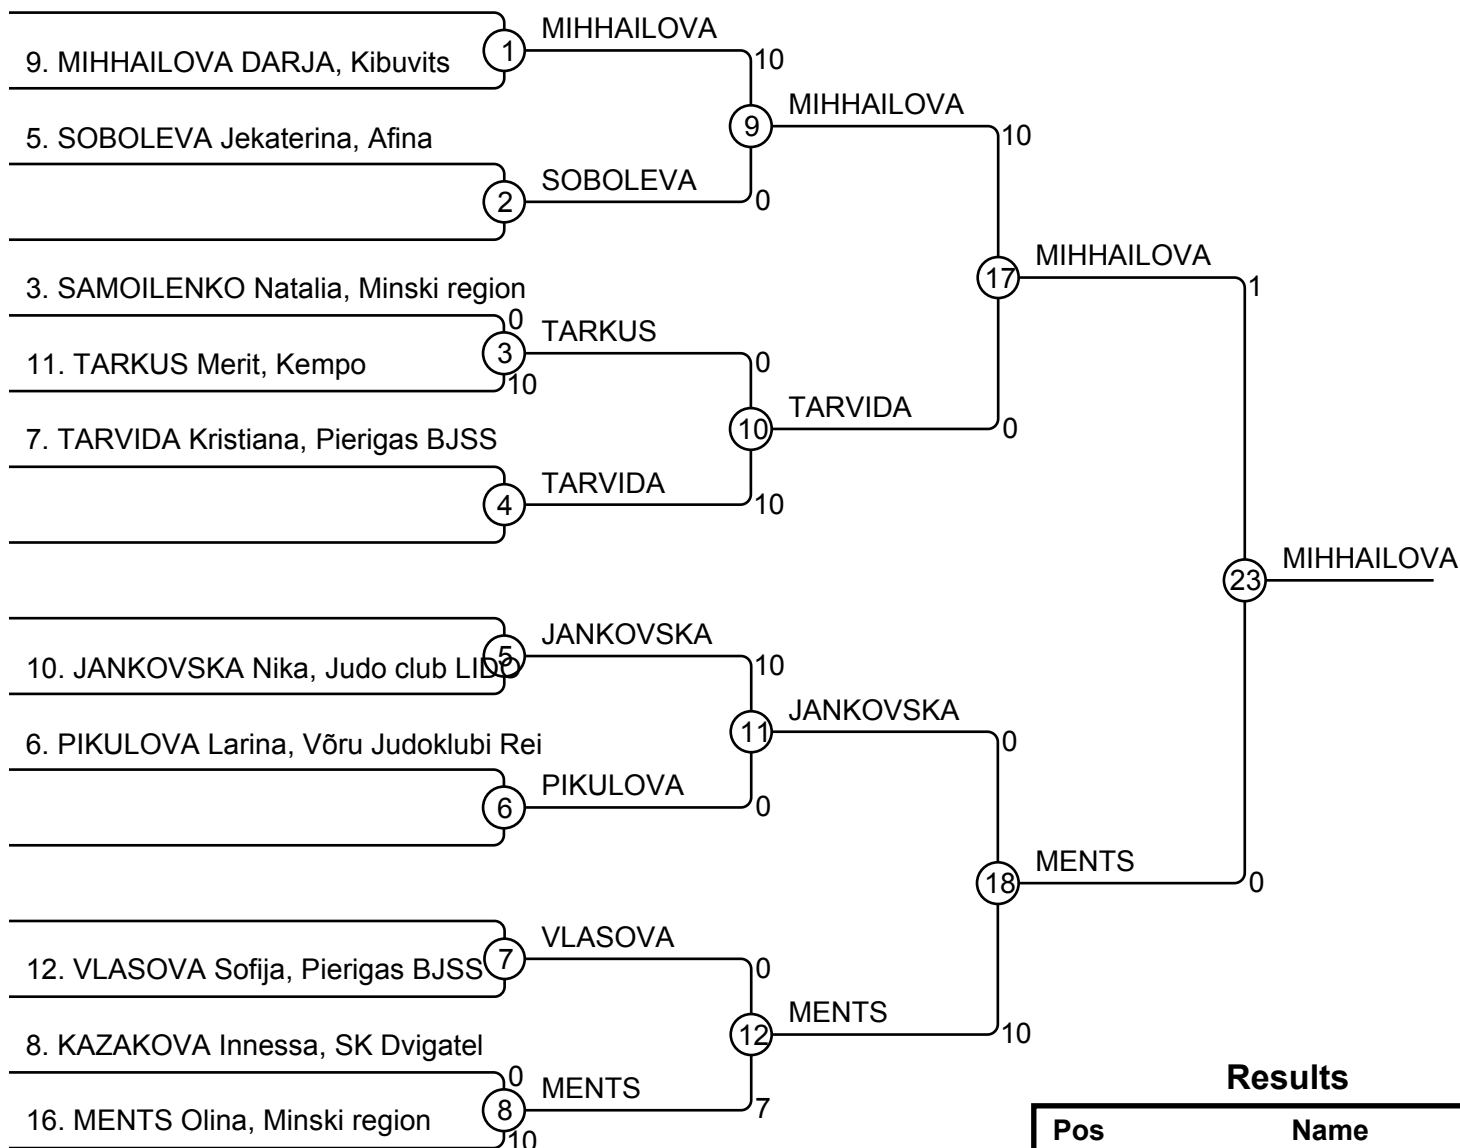 MIHHAILOVA
1
9. MIHHAILOVA DARJA, Kibuvits
10
MIHHAILOVA
9
10
5. SOBOLEVA Jekaterina, Afina
SOBOLEVA
2
0
MIHHAILOVA
17
1
3. SAMOILENKO Natalia, Minski region
0
TARKUS
3
0
11. TARKUS Merit, Kempo
10
TARVIDA
10
0
7. TARVIDA Kristiana, Pierigas BJSS
TARVIDA
4
10
MIHHAILOVA
23
JANKOVSKA
5
10. JANKOVSKA Nika, Judo club LIDO
10
JANKOVSKA
11
0
6. PIKULOVA Larina, Võru Judoklubi Rei
PIKULOVA
6
0
MENTS
18
0
VLASOVA
7
12. VLASOVA Sofija, Pierigas BJSS
0
MENTS
12
10
8. KAZAKOVA Innessa, SK Dvigatel
0
MENTS
8
7
16. MENTS Olina, Minski region
10
Results
Pos Name